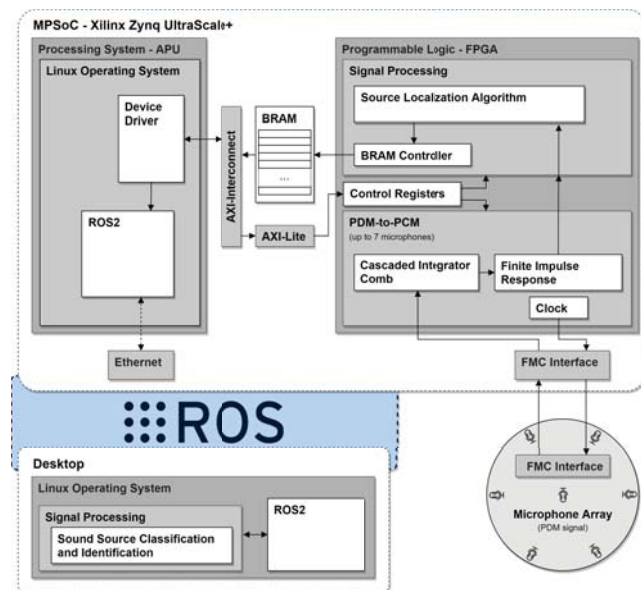 MPSoC - Xilinx Zynq UltraScale+
Processing System - APU
Linux Operating System
Device
Driver
ROS2
Ethernet
AXI-Interconnect
BRAM
...
AXI-Lite
Programmable Logic - FPGA
Signal Processing
Source Localization Algorithm
BRAM Controller
Control Registers
PDM-to-PCM
(up to 7 microphones)
Cascaded Integrator
Comb
Finite Impulse
Response
Clock
FMC Interface
ROS
Desktop
Linux Operating System
Signal Processing
Sound Source Classification
and Identification
ROS2
FMC Interface
Microphone Array
(PDM signal)